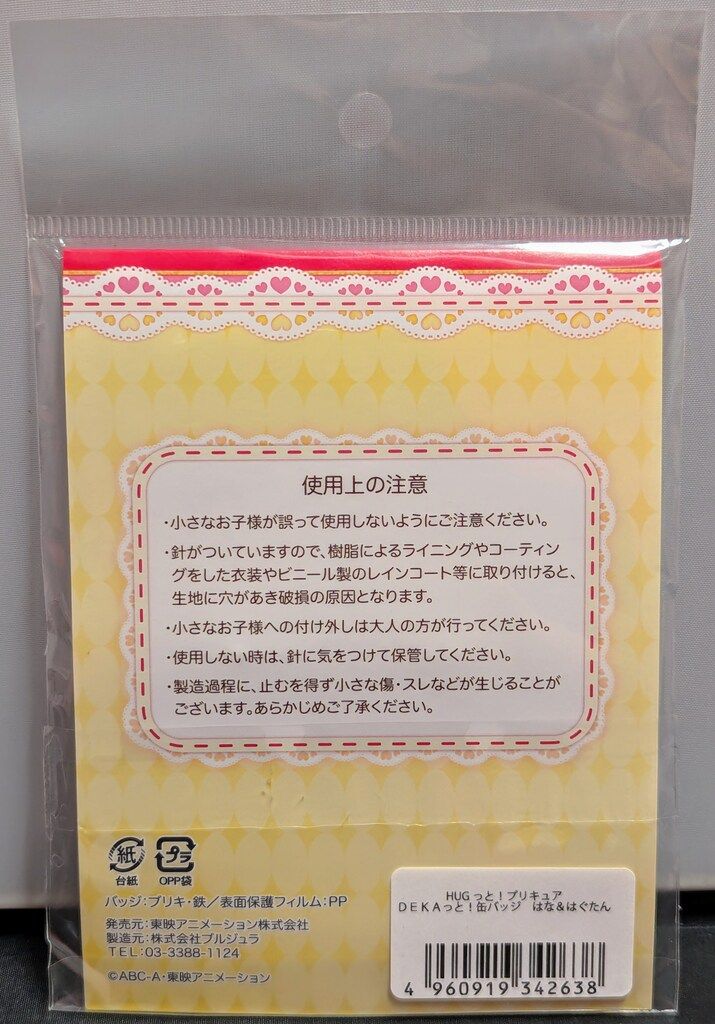 使用上の注意
・小さなお子様が誤って使用しないようにご注意ください。
・針がついていますので、樹脂によるライニングやコーティン
グをした衣装やビニール製のレインコート等に取り付けると、
生地に穴があき破損の原因となります。
・小さなお子様への付け外しは大人の方が行ってください。
・使用しない時は、針に気をつけて保管してください。
・製造過程に、止むを得ず小さな傷・スレなどが生じることが
ございます。あらかじめご了承ください。
紙 プラ
台紙 OPP袋
バッジ:ブリキ・鉄/表面保護フィルム:PP
発売元:東映アニメーション株式会社
製造元:株式会社プルジュラ
TEL:03-3388-1124
©ABC-A・東映アニメーション
HUGっと!プリキュア
DEKAっと!缶バッジ はな&はぐたん
4 960919 342638